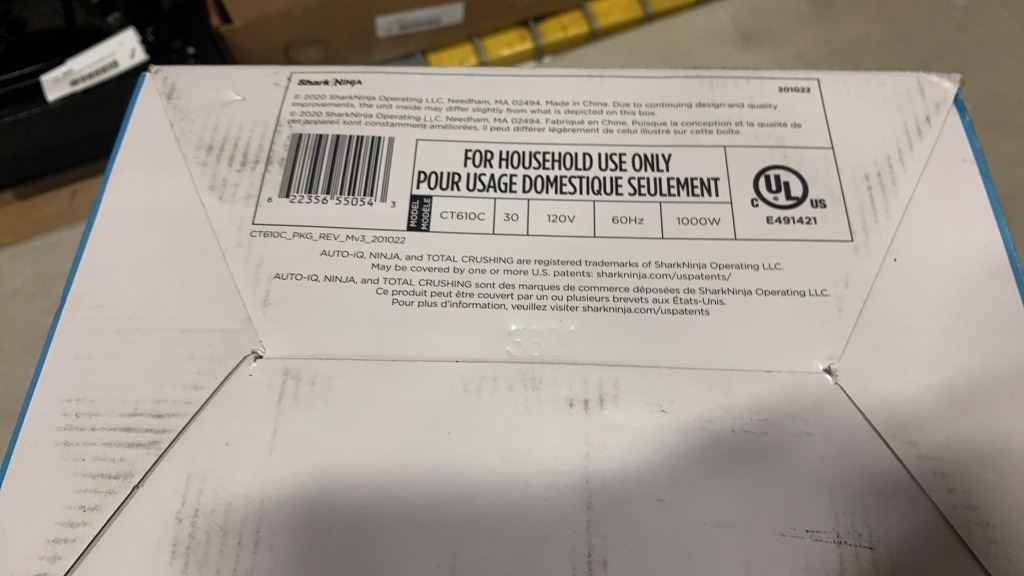 Shark | NINJA
201022
© 2020 SharkNinja Operating LLC, Needham, MA 02494. Made in China. Due to continuing design and quality
improvements, the unit inside may differ slightly from what is depicted on this box.
© 2020 SharkNinja Operating LLC, Needham, MA 02494. Fabriqué en Chine. Puisque la conception et la qualité de
cet appareil sont constamment améliorées, il peut différer légèrement de celui illustré sur cette boîte.
6 22356 55054 3
FOR HOUSEHOLD USE ONLY
POUR USAGE DOMESTIQUE SEULEMENT
MODEL
MODÈLE
CT610C 30 120V 60Hz 1000W
C UL US
E491421
CT610C_PKG_REV_Mv3_201022
AUTO-iQ, NINJA, and TOTAL CRUSHING are registered trademarks of SharkNinja Operating LLC.
May be covered by one or more U.S. patents: sharkninja.com/uspatents/
AUTO-IQ, NINJA, and TOTAL CRUSHING sont des marques de commerce déposées de SharkNinja Operating LLC.
Ce produit peut être couvert par un ou plusieurs brevets aux États-Unis.
Pour plus d'information, veuillez visiter sharkninja.com/uspatents